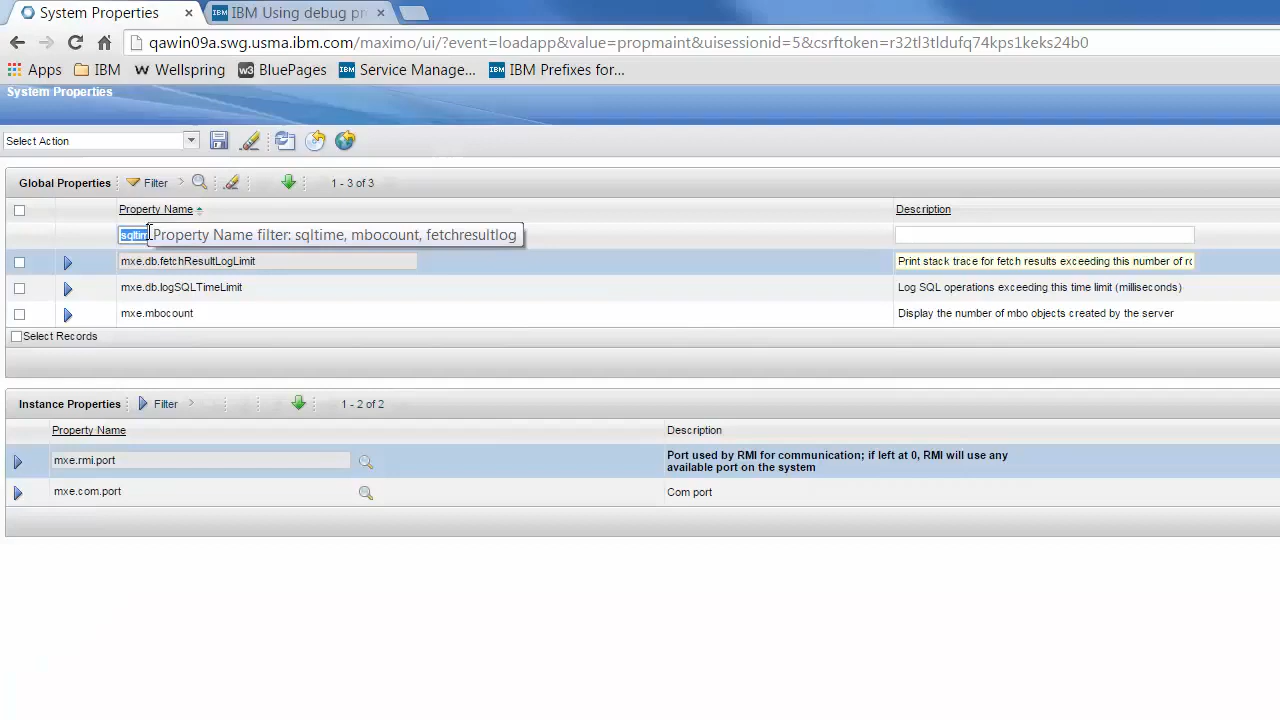 System Properties
IBM Using debug pr
qawin09a.swg.usma.ibm.com/maximo/ui/?event=loadapp&value=propmaint&uisessionid=5&csrftoken=r32tl3tldufq74kps1keks24b0
Apps IBM Wellspring BluePages Service Manage... IBM Prefixes for...
System Properties
Select Action
Global Properties Filter 1 - 3 of 3
Property Name Description
sqltim Property Name filter: sqltime, mbocount, fetchresultlog
mxe.db.fetchResultLogLimit Print stack trace for fetch results exceeding this number of ro
mxe.db.logSQLTimeLimit Log SQL operations exceeding this time limit (milliseconds)
mxe.mbocount Display the number of mbo objects created by the server
Select Records
Instance Properties Filter 1 - 2 of 2
Property Name Description
mxe.rmi.port Port used by RMI for communication; if left at 0, RMI will use any
available port on the system
mxe.com.port Com port